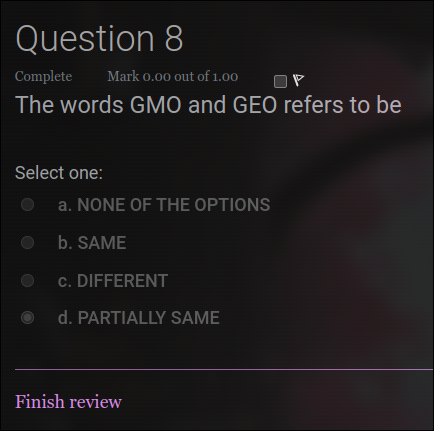 Question 8
Complete Mark 0.00 out of 1.00
The words GMO and GEO refers to be
Select one:
a. NONE OF THE OPTIONS
b. SAME
c. DIFFERENT
d. PARTIALLY SAME
Finish review